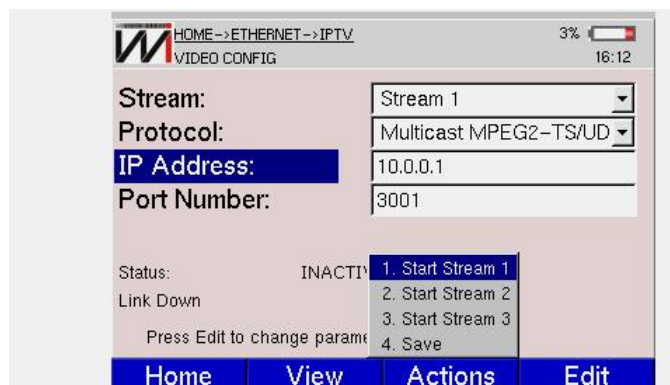 HOME->ETHERNET->IPTV
3%
VIDEO CONFIG
16:12
Stream:
Stream 1
Protocol:
Multicast MPEG2-TS/UD
IP Address:
10.0.0.1
Port Number:
3001
Status:
INACTI
1. Start Stream 1
Link Down
2. Start Stream 2
3. Start Stream 3
Press Edit to change param
4. Save
Home View Actions Edit